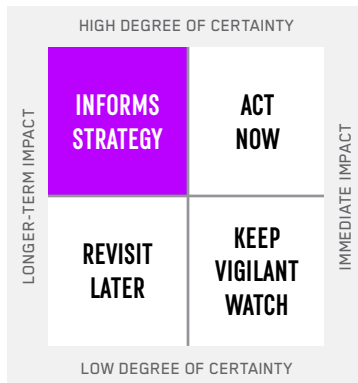 HIGH DEGREE OF CERTAINTY
LONGER-TERM IMPACT
INFORMS
STRATEGY
ACT
NOW
IMMEDIATE IMPACT
REVISIT
LATER
KEEP
VIGILANT
WATCH
LOW DEGREE OF CERTAINTY